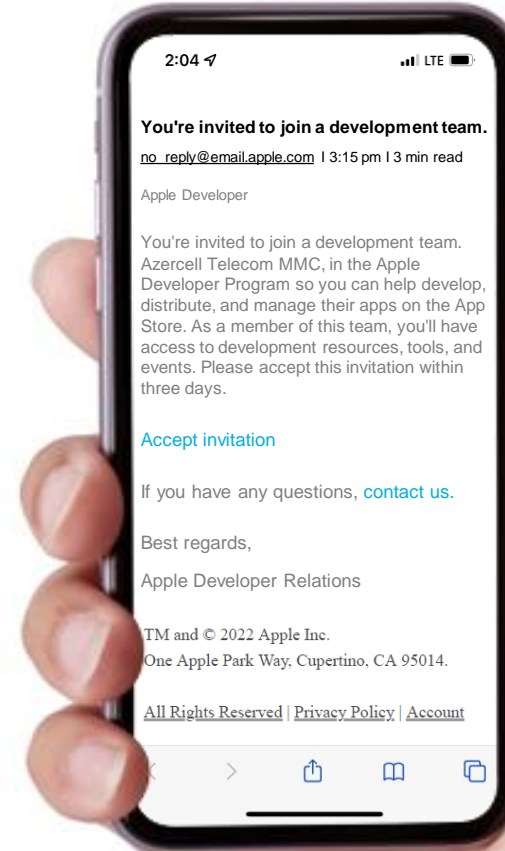 2:04
LTE
You're invited to join a development team.
no_reply@email.apple.com I 3:15 pm I 3 min read
Apple Developer
You're invited to join a development team.
Azercell Telecom MMC, in the Apple
Developer Program so you can help develop,
distribute, and manage their apps on the App
Store. As a member of this team, you'll have
access to development resources, tools, and
events. Please accept this invitation within
three days.
Accept invitation
If you have any questions, contact us.
Best regards,
Apple Developer Relations
TM and © 2022 Apple Inc.
One Apple Park Way, Cupertino, CA 95014.
All Rights Reserved | Privacy Policy | Account